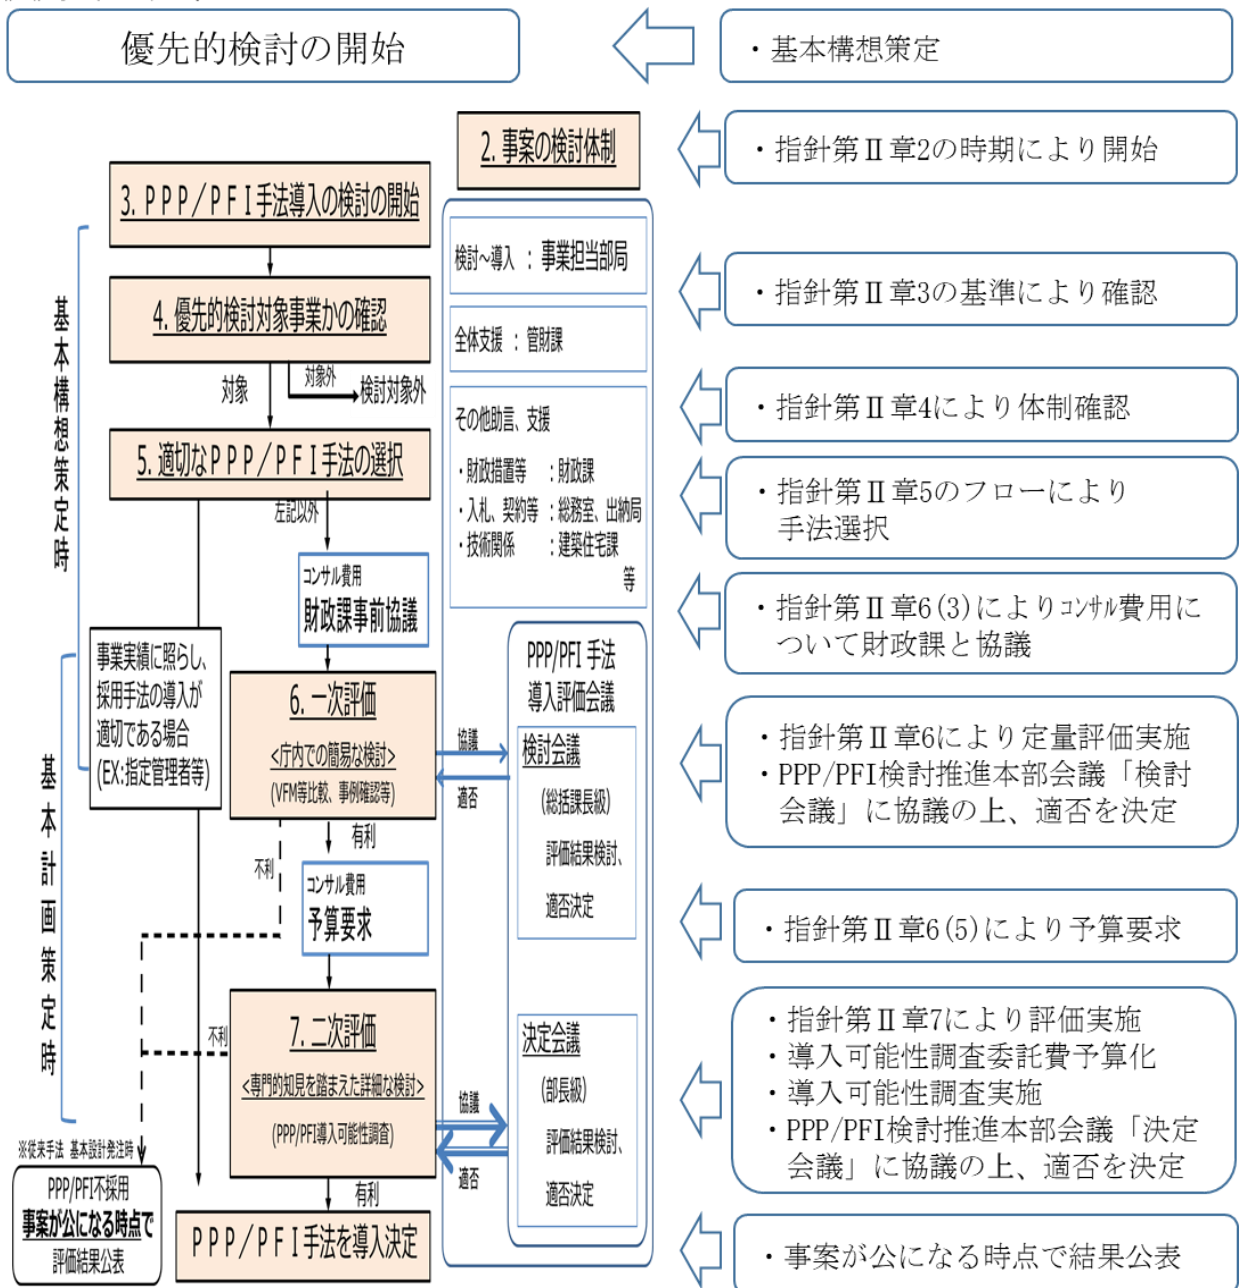 優先的検討の開始
・基本構想策定
2. 事案の検討体制
・指針第Ⅱ章2の時期により開始
3. ＰＰＰ／ＰＦＩ手法導入の検討の開始
検討～導入 ： 事業担当部局
・指針第Ⅱ章3の基準により確認
基本構想策定時
4. 優先的検討対象事業かの確認
全体支援 ： 管財課
対象
対象外
検討対象外
その他助言、支援
・指針第Ⅱ章4により体制確認
5. 適切なＰＰＰ／ＰＦＩ手法の選択
・財政措置等 ：財政課
・入札、契約等 ：総務室、出納局
・技術関係 ：建築住宅課
等
・指針第Ⅱ章5のフローにより
手法選択
左記以外
コンサル費用
財政課事前協議
・指針第Ⅱ章6(3)によりコンサル費用に
ついて財政課と協議
事業実績に照らし、
採用手法の導入が
適切である場合
(EX:指定管理者等)
PPP/PFI 手法
導入評価会議
6. 一次評価
<庁内での簡易な検討>
(VFM等比較、事例確認等)
協議
適否
検討会議
(総括課長級)
評価結果検討、
適否決定
・指針第Ⅱ章6により定量評価実施
・PPP/PFI検討推進本部会議「検討
会議」に協議の上、適否を決定
基本計画策定時
有利
不利
コンサル費用
予算要求
・指針第Ⅱ章6(5)により予算要求
7. 二次評価
<専門的知見を踏まえた詳細な検討>
(PPP/PFI導入可能性調査)
不利
協議
適否
決定会議
(部長級)
評価結果検討、
適否決定
・指針第Ⅱ章7により評価実施
・導入可能性調査委託費予算化
・導入可能性調査実施
・PPP/PFI検討推進本部会議「決定
会議」に協議の上、適否を決定
※従来手法 基本設計発注時
PPP/PFI不採用
事案が公になる時点で
評価結果公表
有利
ＰＰＰ／ＰＦＩ手法を導入決定
・事案が公になる時点で結果公表